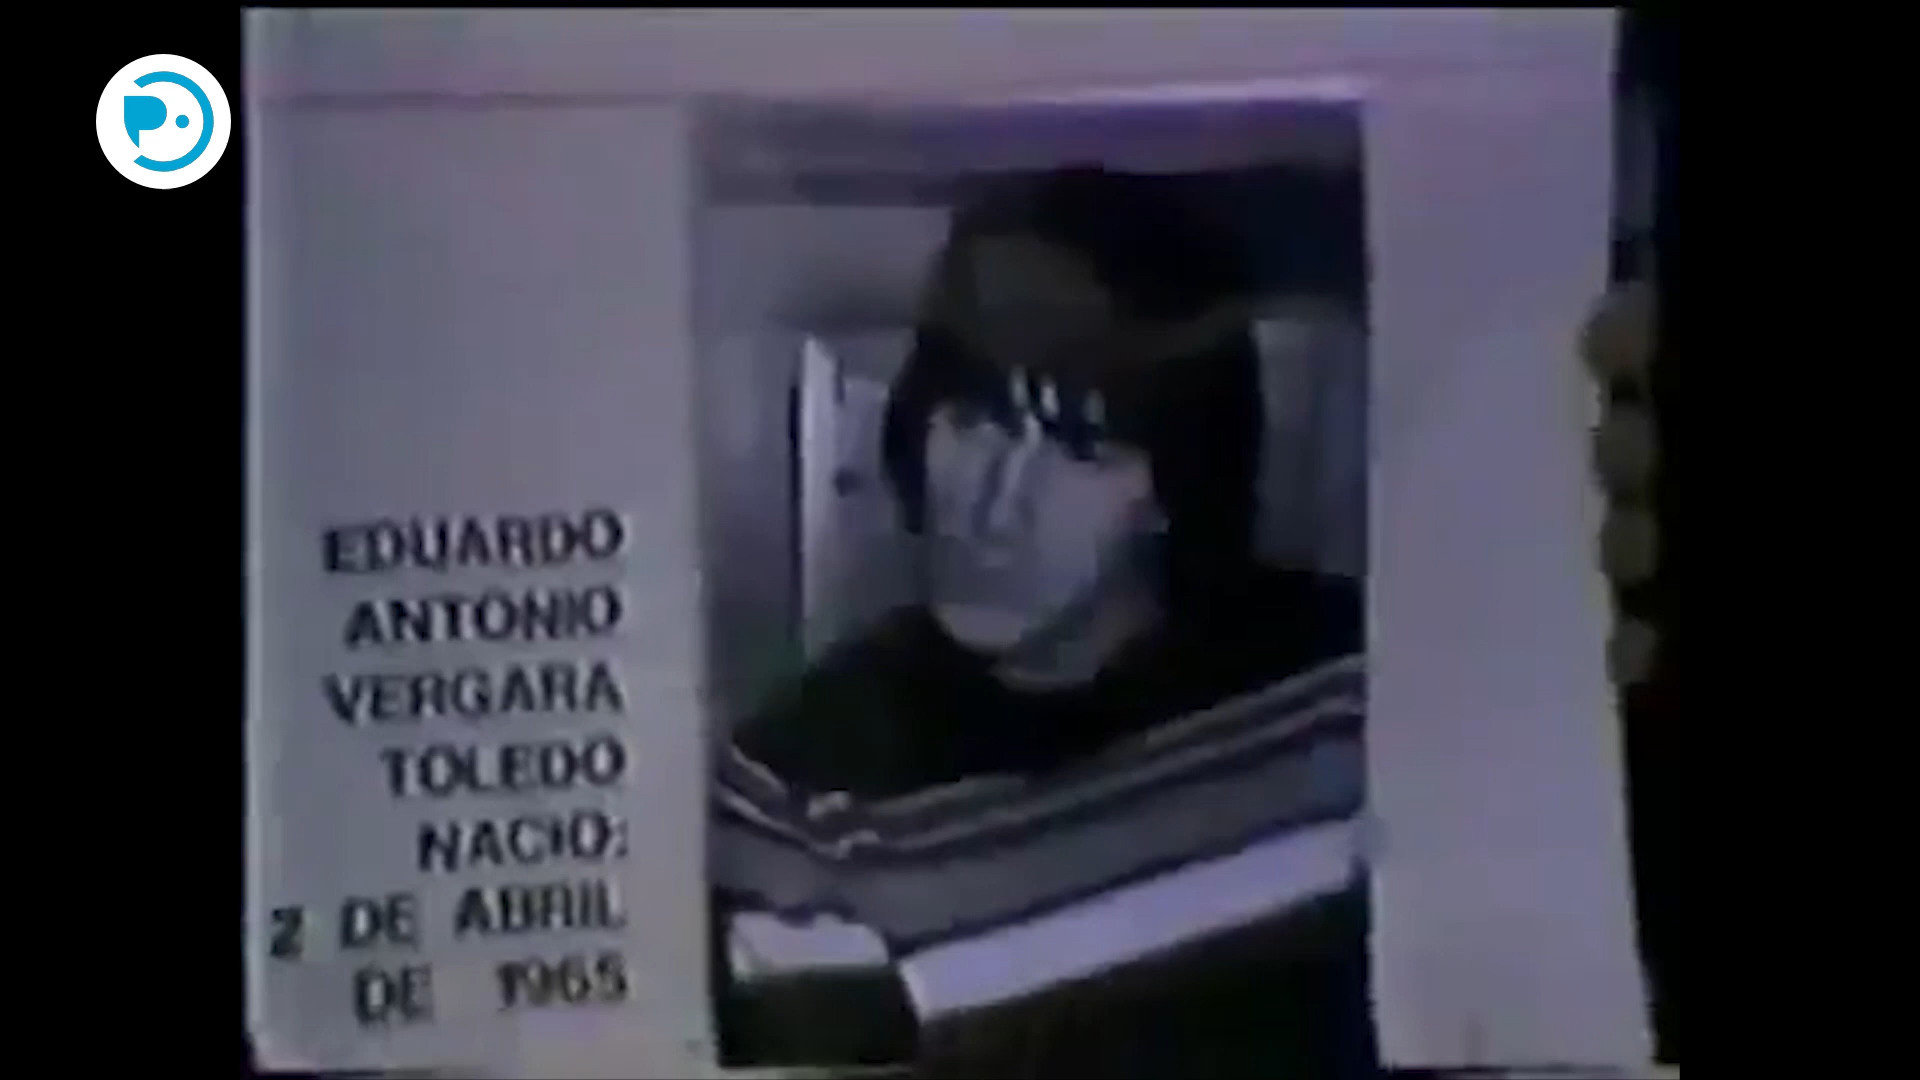 EDUARDO
ANTONIO
VERGARA
TOLEDO
NACIO:
2 DE ABRIL
DE 1965